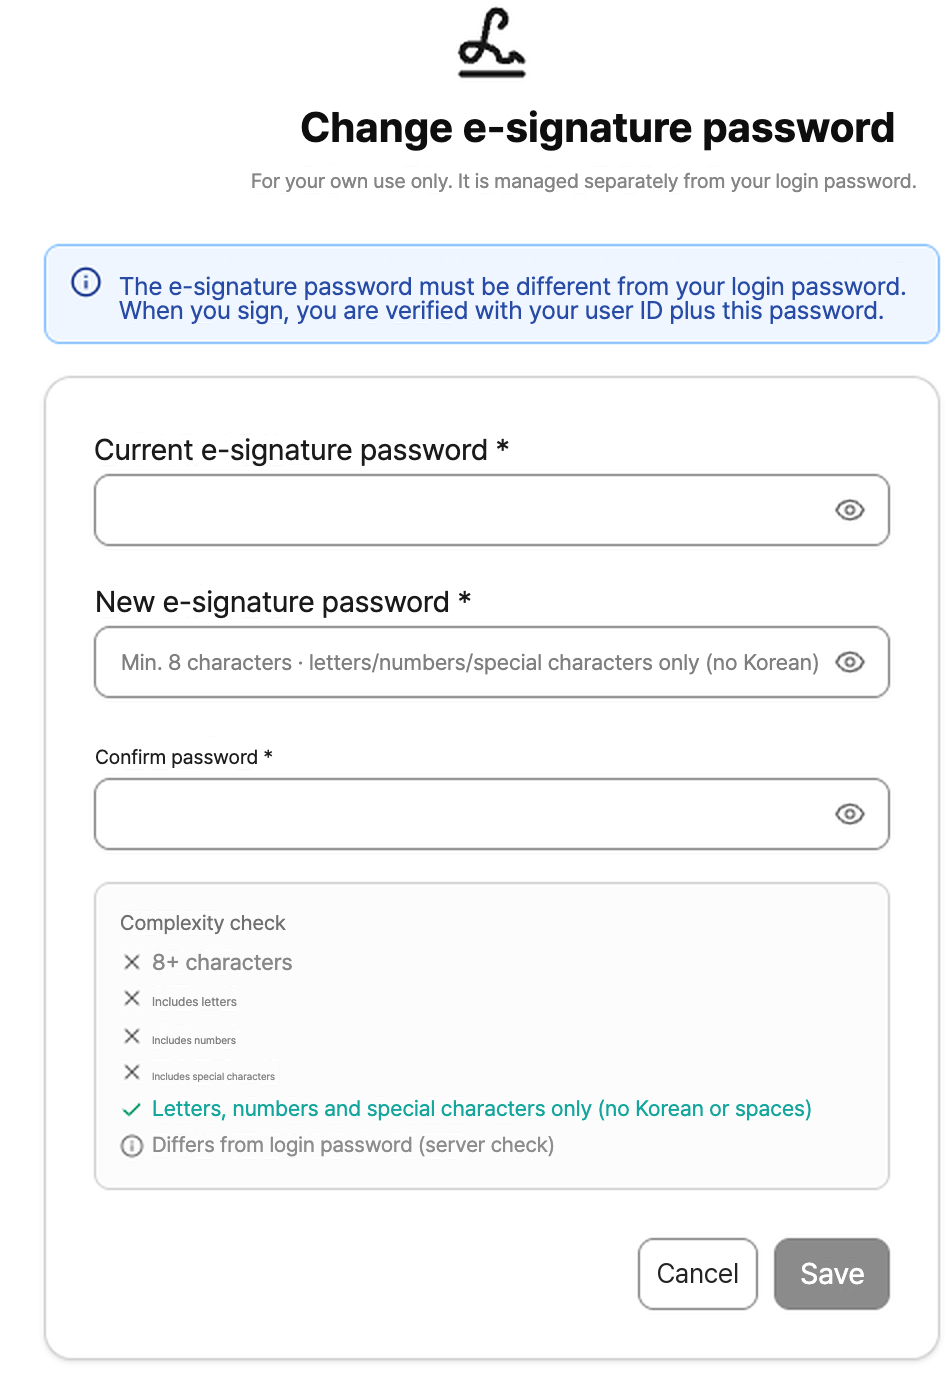 Change e-signature password
For your own use only. It is managed separately from your login password.
The e-signature password must be different from your login password.
When you sign, you are verified with your user ID plus this password.
Current e-signature password *
New e-signature password *
Min. 8 characters · letters/numbers/special characters only (no Korean)
Confirm password *
Complexity check
8+ characters
Includes letters
Includes numbers
Includes special characters
Letters, numbers and special characters only (no Korean or spaces)
Differs from login password (server check)
Cancel Save